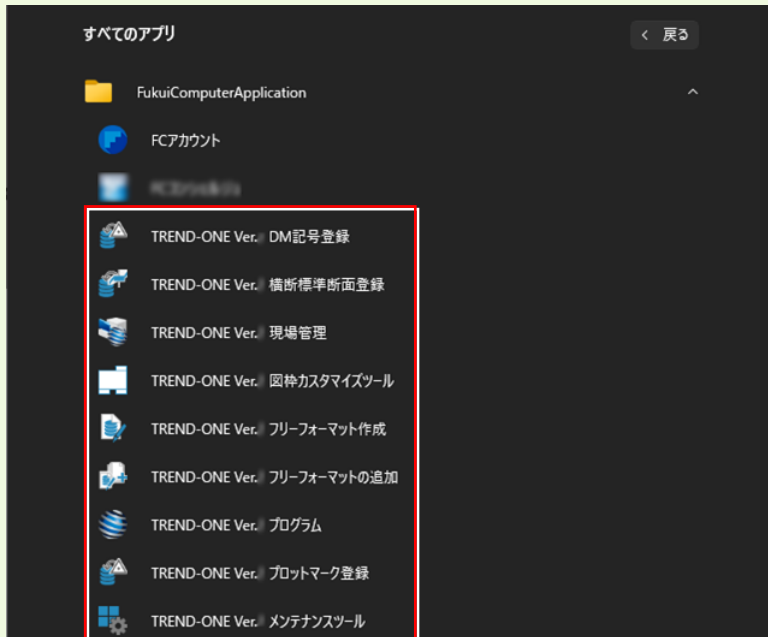 すべてのアプリ
< 戻る
FukuiComputerApplication
FCアカウント
TREND-ONE Ver. DM記号登録
TREND-ONE Ver. 横断標準断面登録
TREND-ONE Ver. 現場管理
TREND-ONE Ver. 図枠カスタマイズツール
TREND-ONE Ver. フリーフォーマット作成
TREND-ONE Ver. フリーフォーマットの追加
TREND-ONE Ver. プログラム
TREND-ONE Ver. プロットマーク登録
TREND-ONE Ver. メンテナンスツール